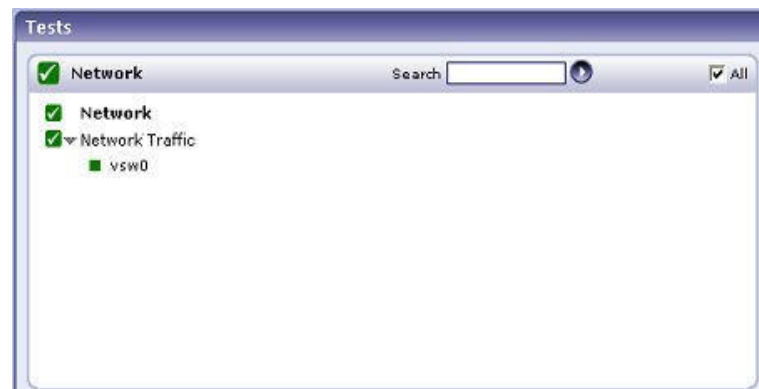 Tests
Network Search All
Network
Network Traffic
vsw0